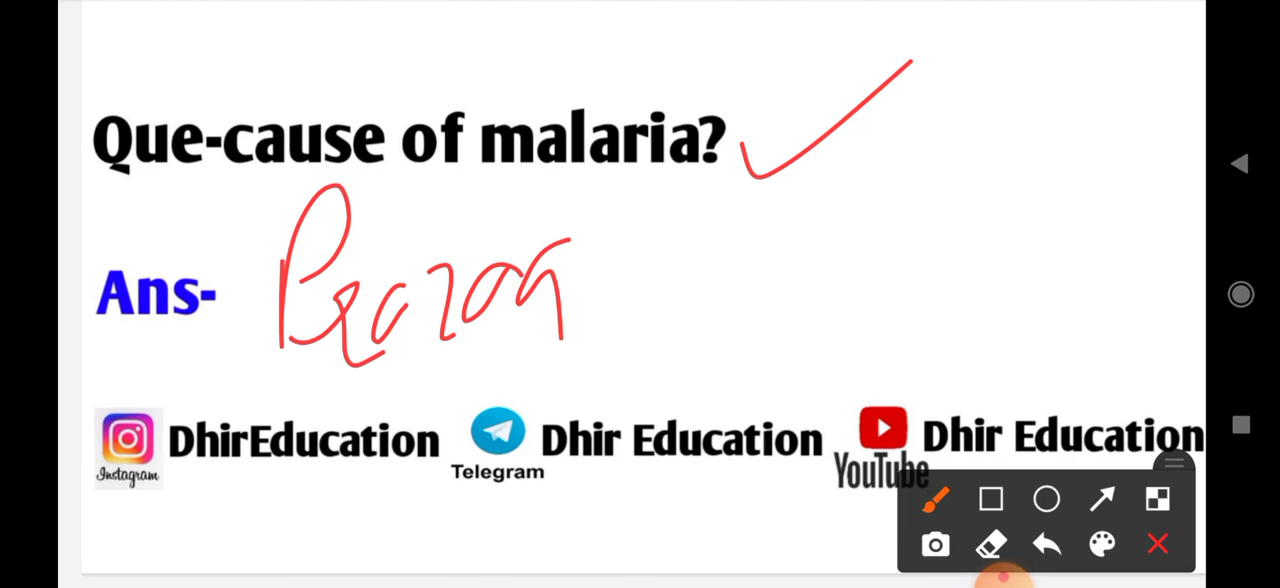 Que-cause of malaria?
Ans-
Instagram DhirEducation Telegram Dhir Education YouTube Dhir Education